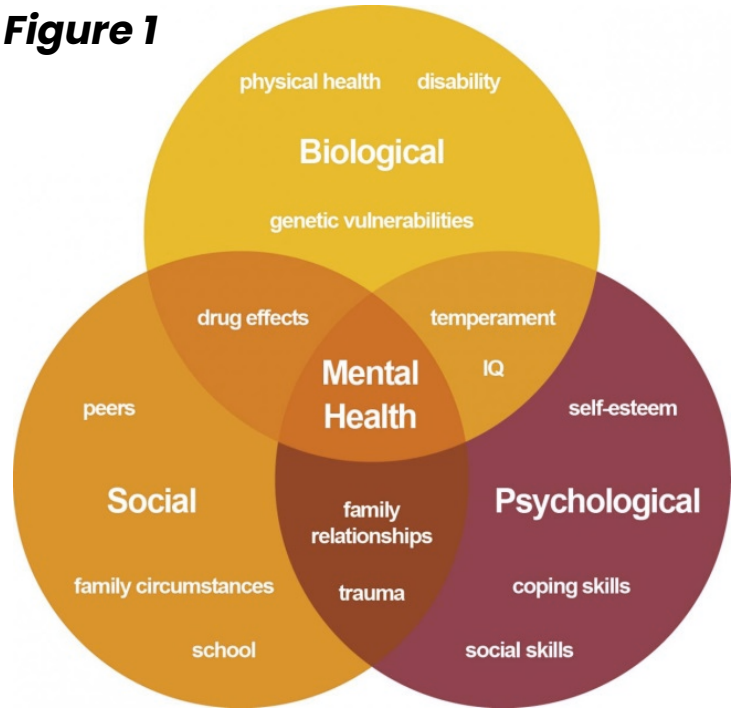 Figure 1
physical health disability
Biological
genetic vulnerabilities
drug effects
temperament
IQ
Mental
Health
peers
self-esteem
Social
Psychological
family
relationships
trauma
family circumstances
coping skills
school
social skills